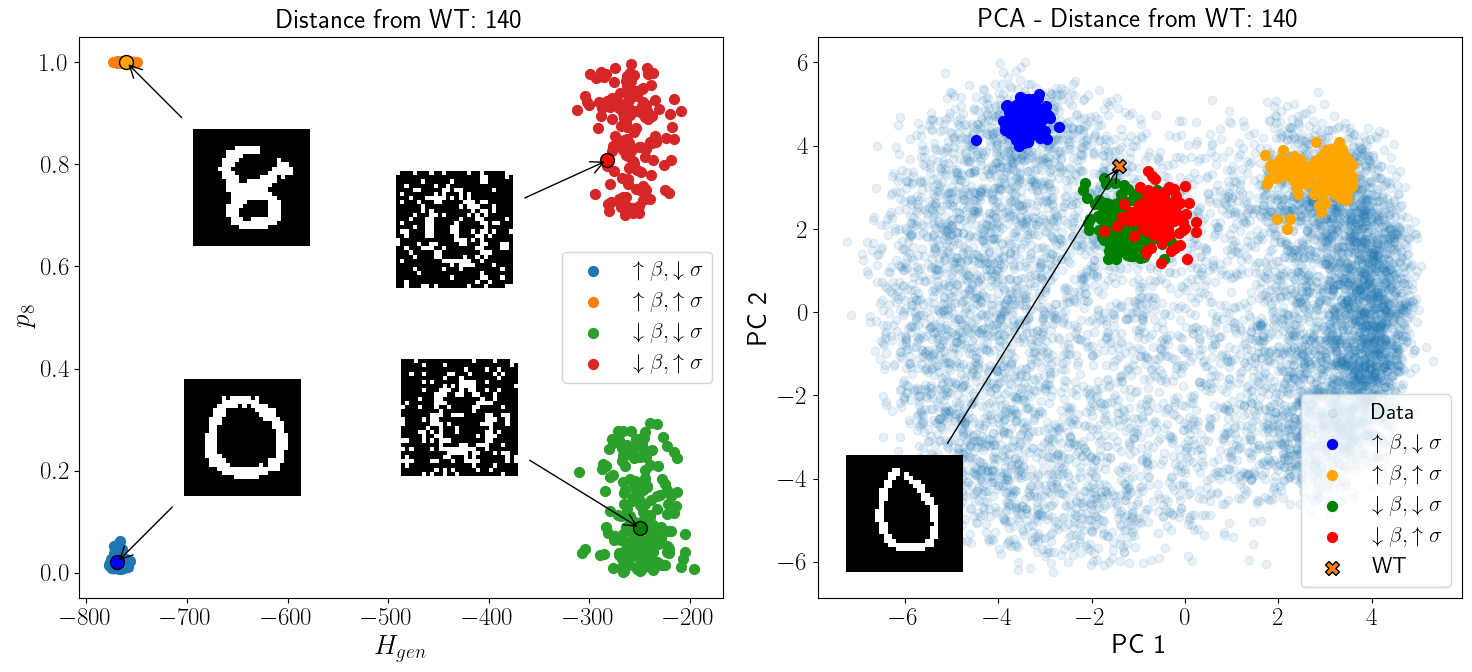 Distance from WT: 140
p8
1.0
0.8
0.6
0.4
0.2
0.0
↑ β, ↓ σ
↑ β, ↑ σ
↓ β, ↓ σ
↓ β, ↑ σ
−800
−700
−600
−500
−400
−300
−200
Hgen
PCA - Distance from WT: 140
PC 2
6
4
2
0
−2
−4
−6
Data
↑ β, ↓ σ
↑ β, ↑ σ
↓ β, ↓ σ
↓ β, ↑ σ
WT
−6
−4
−2
0
2
4
PC 1